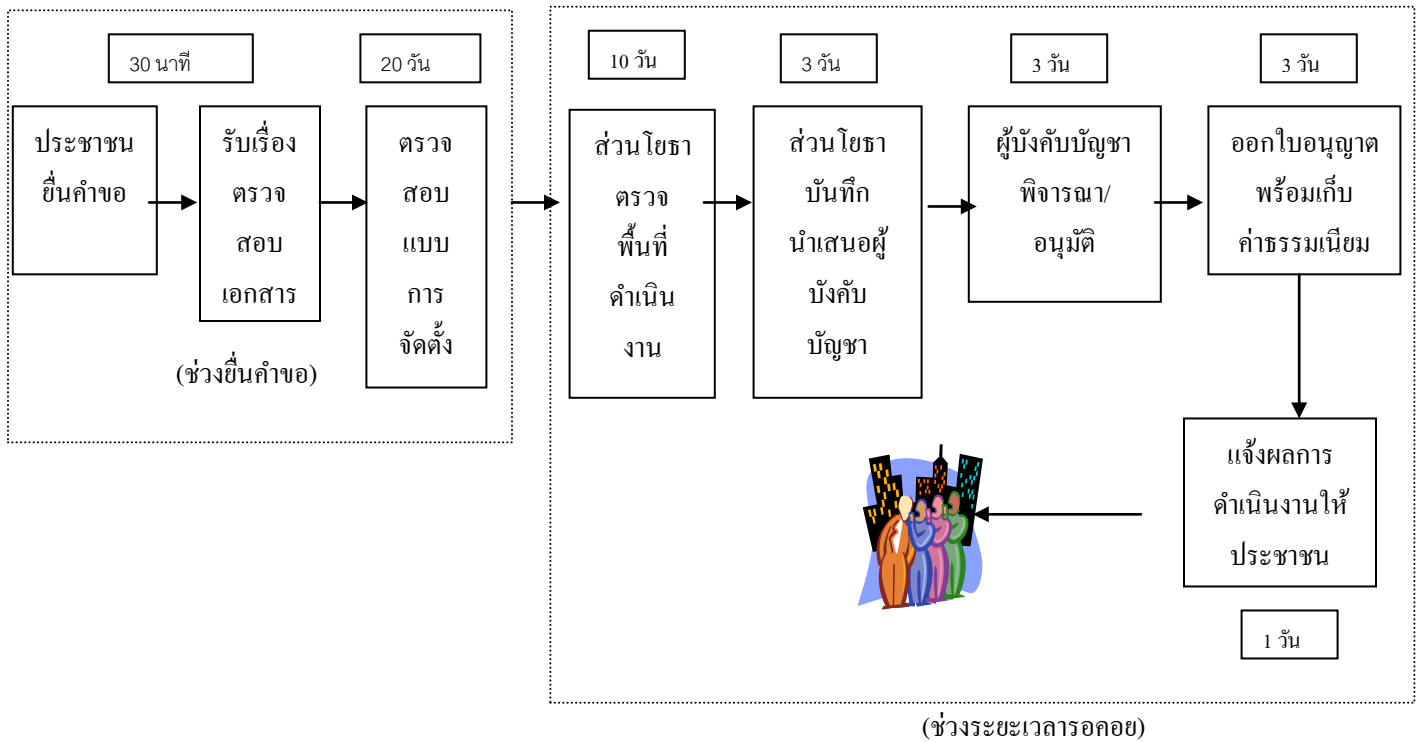 30 นาที
20 วัน
10 วัน
3 วัน
3 วัน
3 วัน
ประชาชน
ยื่นคำขอ
รับเรื่อง
ตรวจ
สอบ
เอกสาร
ตรวจ
สอบ
แบบ
การ
จัดตั้ง
(ช่วงยื่นคำขอ)
ส่วนโยธา
ตรวจ
พื้นที่
ดำเนิน
งาน
ส่วนโยธา
บันทึก
นำเสนอผู้
บังคับ
บัญชา
ผู้บังคับบัญชา
พิจารณา/
อนุมัติ
ออกใบอนุญาต
พร้อมเก็บ
ค่าธรรมเนียม
แจ้งผลการ
ดำเนินงานให้
ประชาชน
1 วัน
(ช่วงระยะเวลารอคอย)